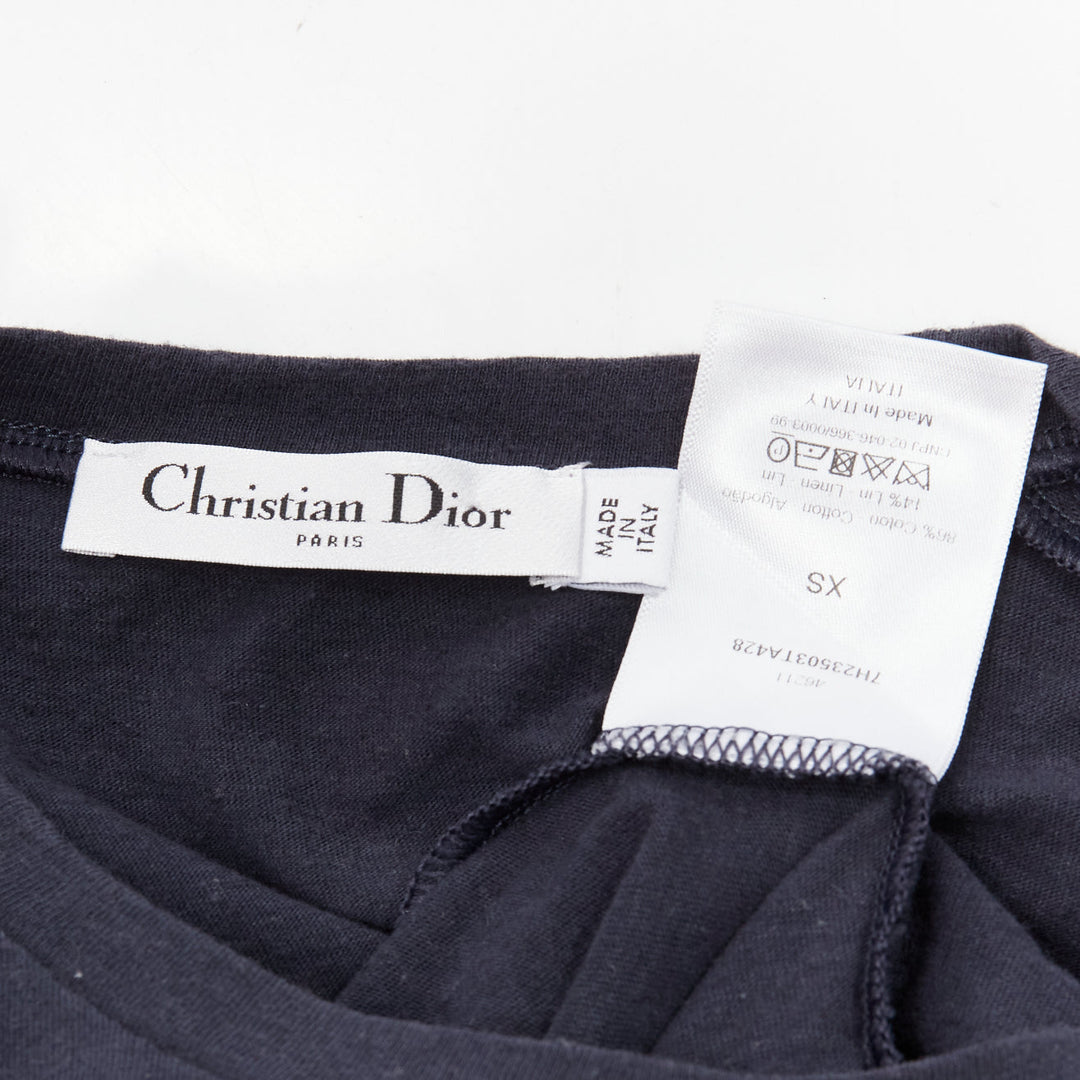 Christian Dior
PARIS
MADE
IN
ITALY
46211
7H23503TA428
XS
86% Coton Cotton Algodão
14% Lin Linen Lin
CNPJ 02.046-366/0003-99
Made In ITALY
ITALIA